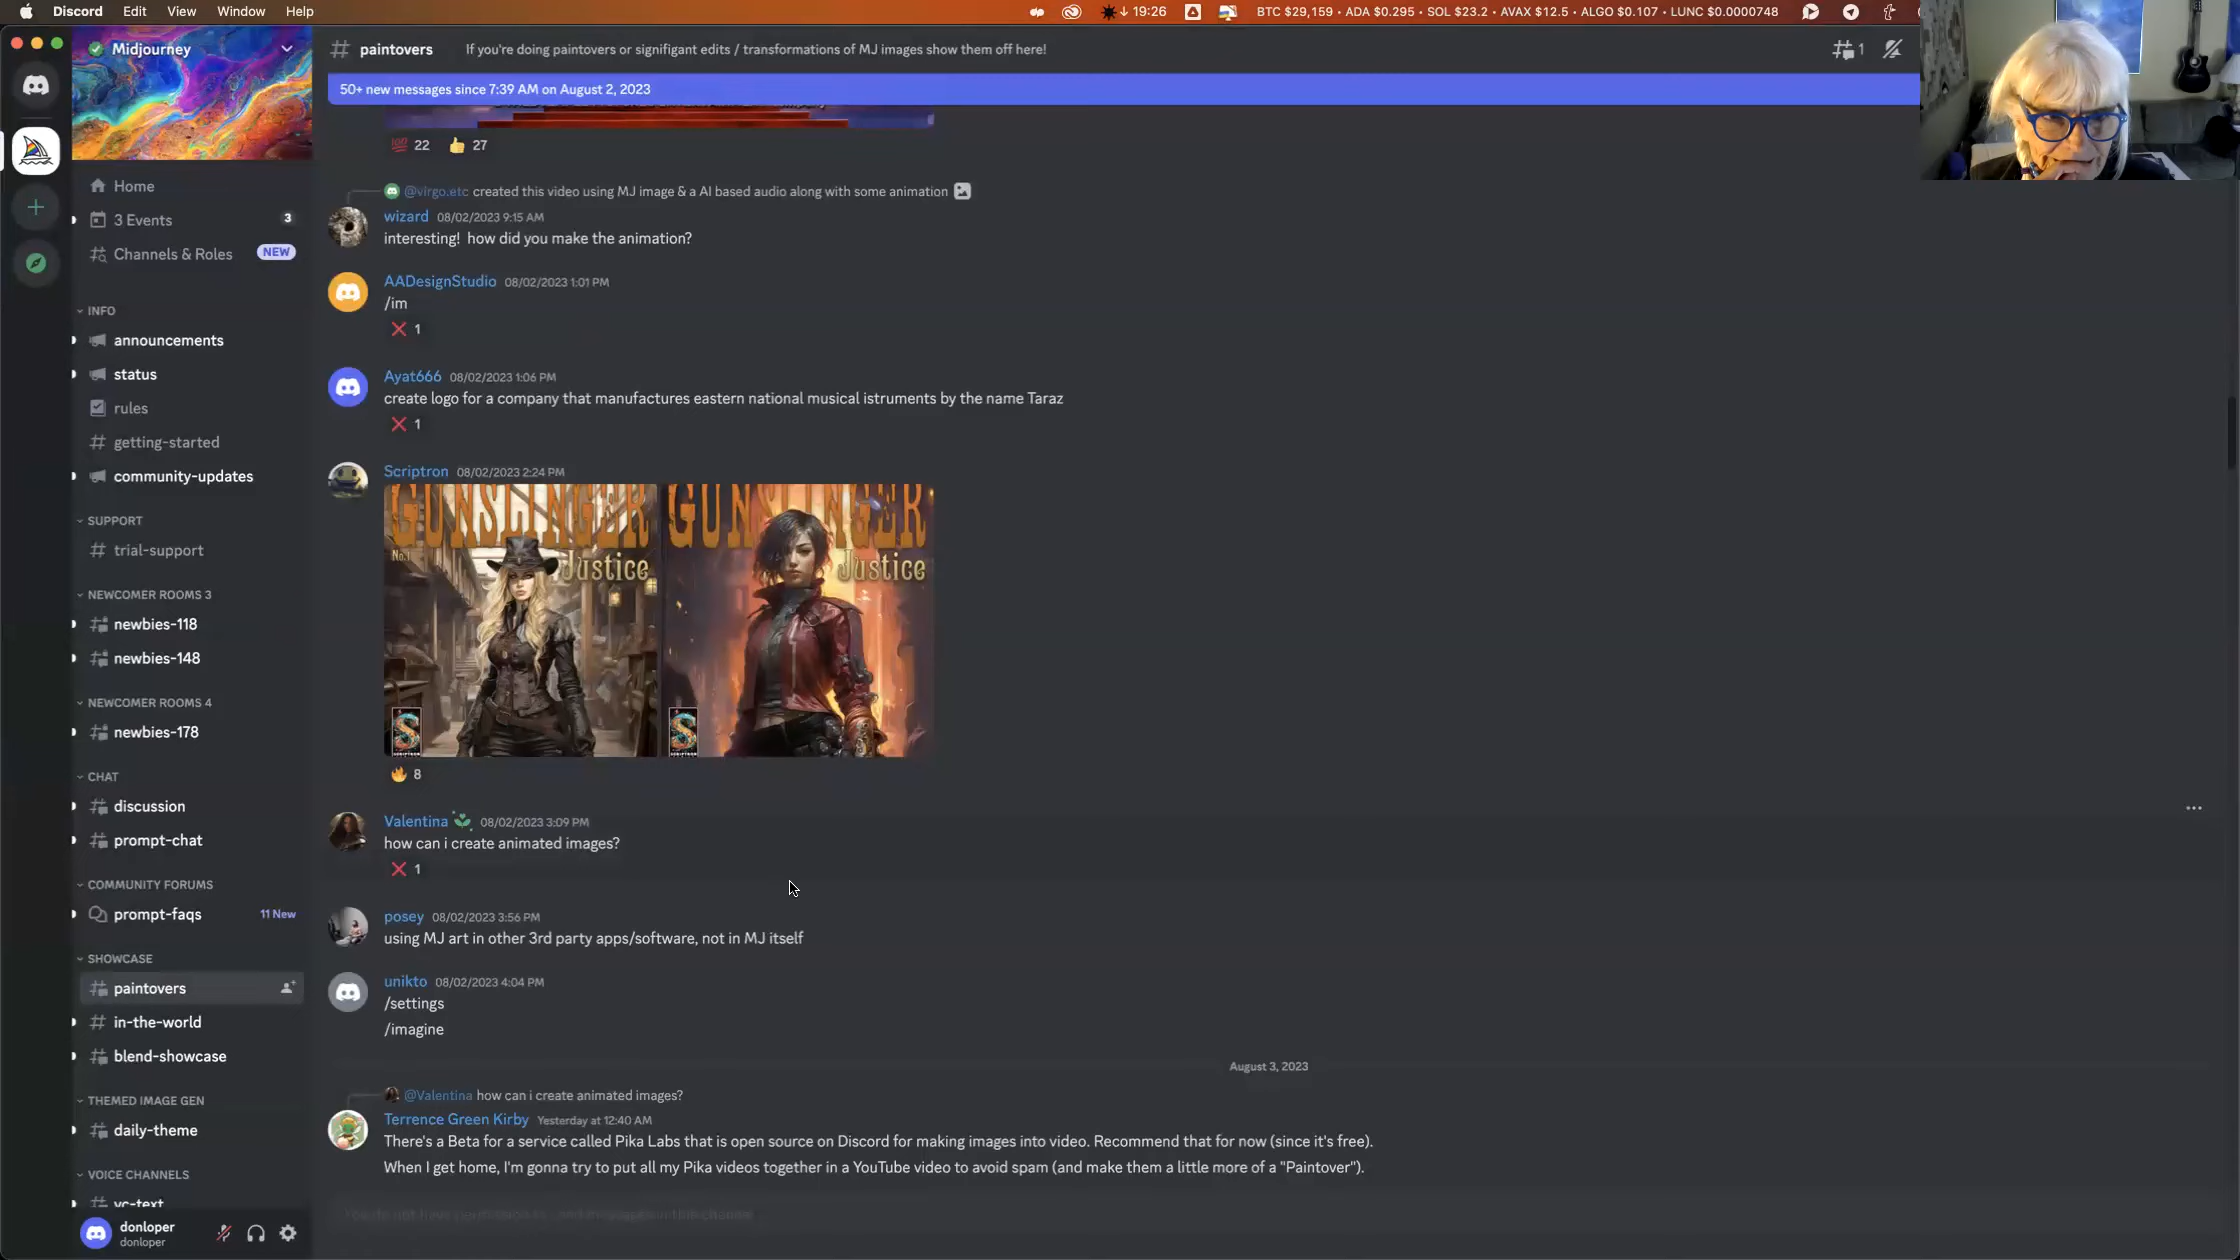 Discord Edit View Window Help
19:26 BTC $29,159 • ADA $0.295 • SOL $23.2 • AVAX $12.5 • ALGO $0.107 • LUNC $0.0000748
Midjourney
# paintovers If you're doing paintovers or signifigant edits / transformations of MJ images show them off here! 1
50+ new messages since 7:39 AM on August 2, 2023
Home
3 Events 3
Channels & Roles NEW
INFO
announcements
status
rules
getting-started
community-updates
SUPPORT
trial-support
NEWCOMER ROOMS 3
newbies-118
newbies-148
NEWCOMER ROOMS 4
newbies-178
CHAT
discussion
prompt-chat
COMMUNITY FORUMS
prompt-faqs 11 New
SHOWCASE
paintovers
in-the-world
blend-showcase
THEMED IMAGE GEN
daily-theme
VOICE CHANNELS
vc-text
donloper
donloper
22 27
@virgo.etc created this video using MJ image & a AI based audio along with some animation
wizard 08/02/2023 9:15 AM
interesting! how did you make the animation?
AADesignStudio 08/02/2023 1:01 PM
/im
1
Ayat666 08/02/2023 1:06 PM
create logo for a company that manufactures eastern national musical istruments by the name Taraz
1
Scriptron 08/02/2023 2:24 PM
GUNSLINGER
No.1
Justice
GUNSLINGER
Justice
8
Valentina 08/02/2023 3:09 PM
how can i create animated images?
1
posey 08/02/2023 3:56 PM
using MJ art in other 3rd party apps/software, not in MJ itself
unikto 08/02/2023 4:04 PM
/settings
/imagine
August 3, 2023
@Valentina how can i create animated images?
Terrence Green Kirby Yesterday at 12:40 AM
There's a Beta for a service called Pika Labs that is open source on Discord for making images into video. Recommend that for now (since it's free).
When I get home, I'm gonna try to put all my Pika videos together in a YouTube video to avoid spam (and make them a little more of a "Paintover").